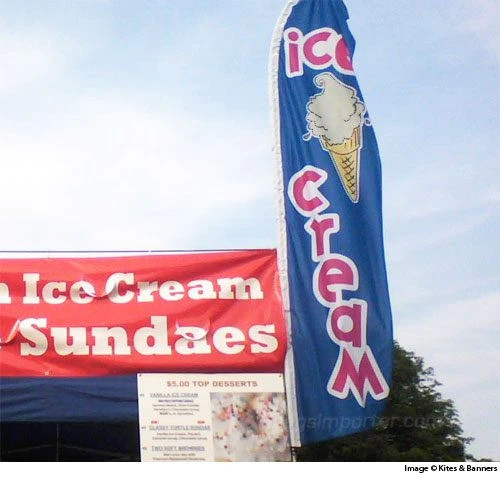 ice
cream
n Ice Cream
Sundaes
$5.00 TOP DESSERTS
VANILLA ICE CREAM
CLASSY TURTLE SUNDAE
TWO SOFT BROWNIES
Image © Kites & Banners